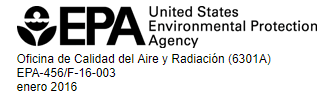 EPA
United States
Environmental Protection
Agency
Oficina de Calidad del Aire y Radiación (6301A)
EPA-456/F-16-003
enero 2016